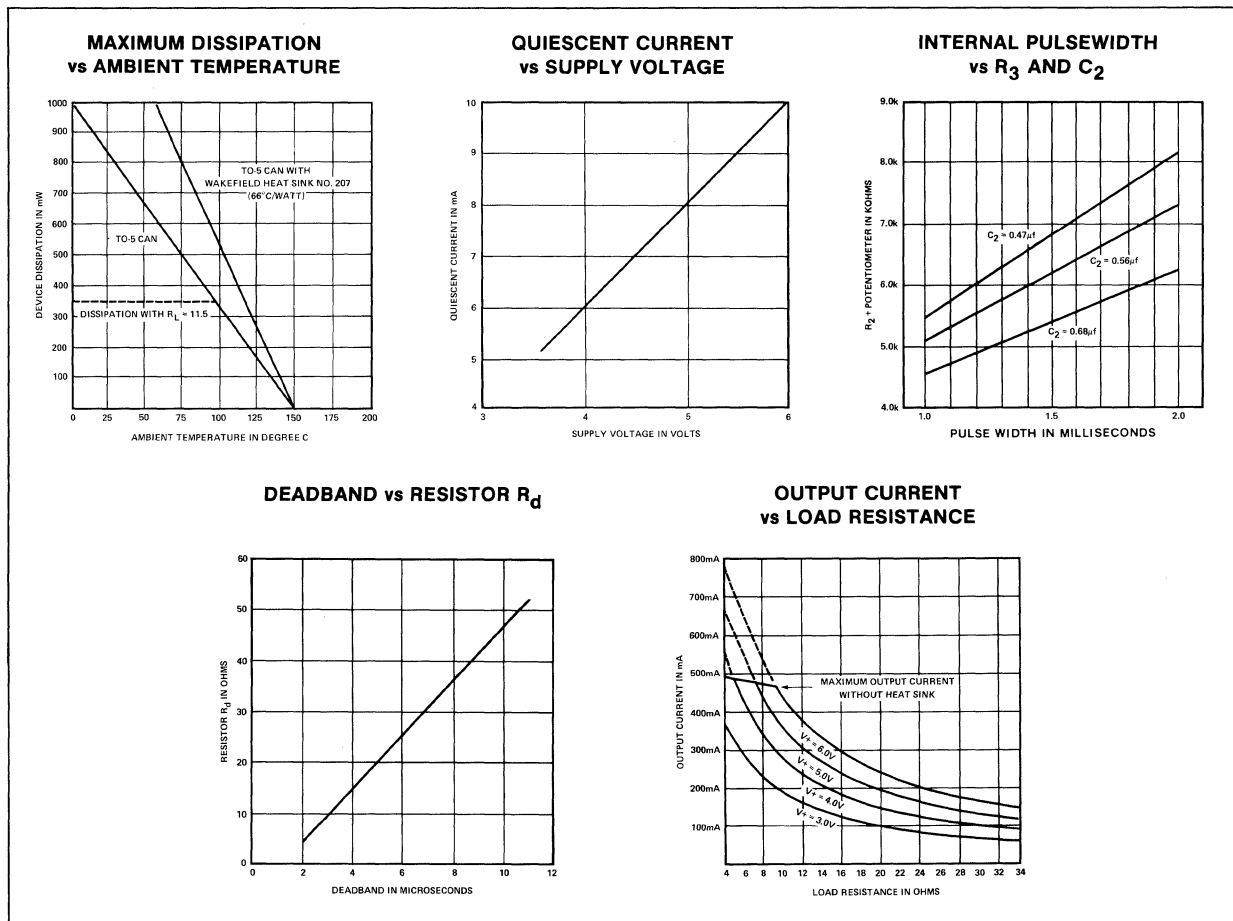 MAXIMUM DISSIPATION
vs AMBIENT TEMPERATURE
DEVICE DISSIPATION IN mW
1000
900
800
700
600
500
400
300
200
100
TO-5 CAN WITH
WAKEFIELD HEAT SINK NO. 207
(66°C/WATT)
TO-5 CAN
DISSIPATION WITH RL = 11.5
0 25 50 75 100 125 150 175 200
AMBIENT TEMPERATURE IN DEGREE C
QUIESCENT CURRENT
vs SUPPLY VOLTAGE
QUIESCENT CURRENT IN mA
10
9
8
7
6
5
4
3 4 5 6
SUPPLY VOLTAGE IN VOLTS
INTERNAL PULSEWIDTH
vs R3 AND C2
R2 + POTENTIOMETER IN KOHMS
9.0k
8.0k
7.0k
6.0k
5.0k
4.0k
C2 = 0.47µf
C2 = 0.56µf
C2 = 0.68µf
1.0 1.5 2.0
PULSE WIDTH IN MILLISECONDS
DEADBAND vs RESISTOR Rd
RESISTOR Rd IN OHMS
60
50
40
30
20
10
0
0 2 4 6 8 10 12
DEADBAND IN MICROSECONDS
OUTPUT CURRENT
vs LOAD RESISTANCE
OUTPUT CURRENT IN mA
800mA
700mA
600mA
500mA
400mA
300mA
200mA
100mA
MAXIMUM OUTPUT CURRENT
WITHOUT HEAT SINK
V+ = 6.0V
V+ = 5.0V
V+ = 4.0V
V+ = 3.0V
4 6 8 10 12 14 16 18 20 22 24 26 28 30 32 34
LOAD RESISTANCE IN OHMS